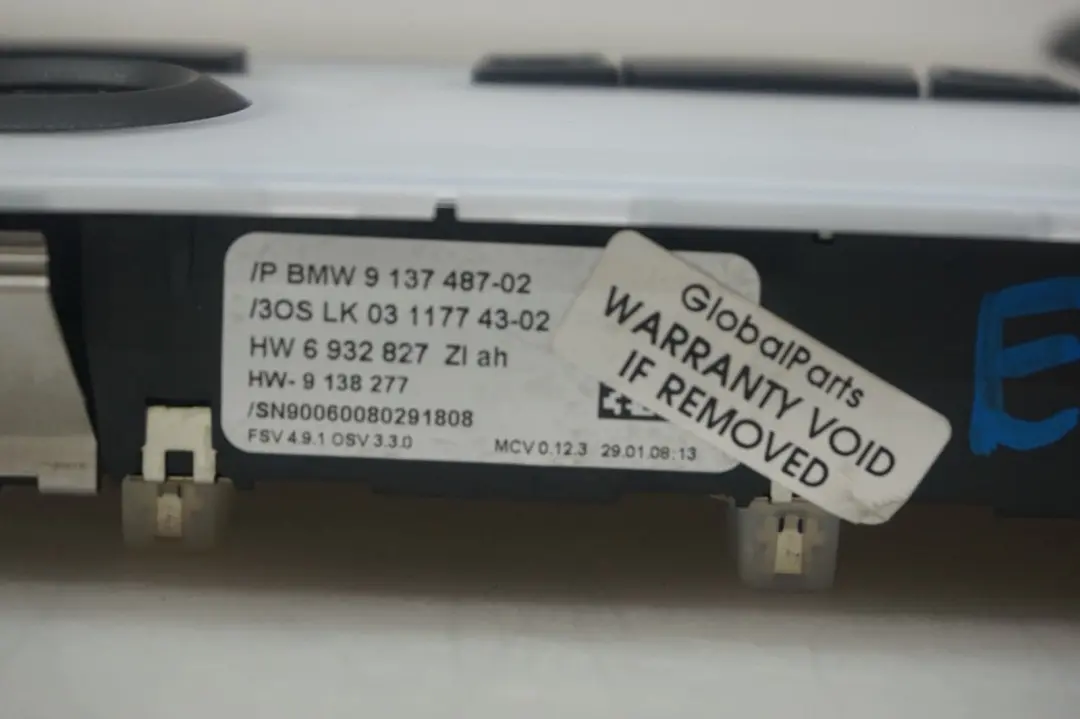 /P BMW 9 137 487-02
/3OS LK 03 1177 43-02
HW 6 932 827 ZI ah
HW- 9 138 277
/SN90060080291808
FSV 4.9.1 OSV 3.3.0 MCV 0.12.3 29.01.08:13
GlobalParts
WARRANTY VOID
IF REMOVED
E